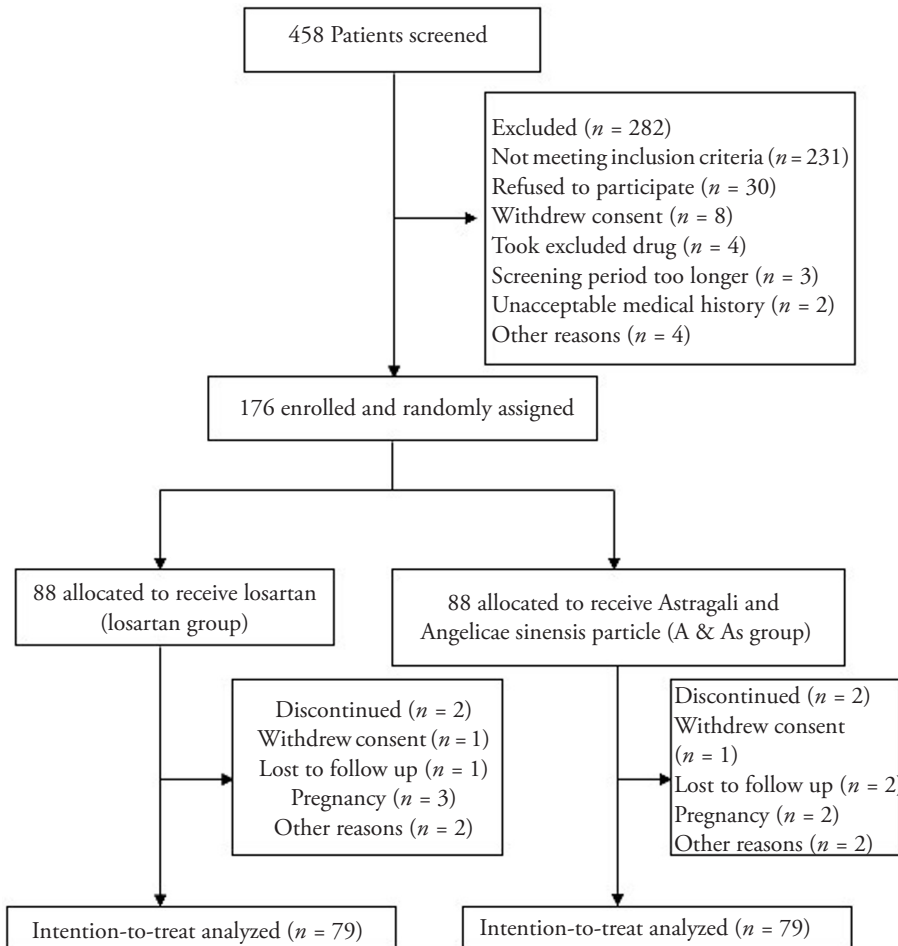 458 Patients screened
Excluded (n = 282)
Not meeting inclusion criteria (n = 231)
Refused to participate (n = 30)
Withdrew consent (n = 8)
Took excluded drug (n = 4)
Screening period too longer (n = 3)
Unacceptable medical history (n = 2)
Other reasons (n = 4)
176 enrolled and randomly assigned
88 allocated to receive losartan
(losartan group)
88 allocated to receive Astragali and
Angelicae sinensis particle (A & As group)
Discontinued (n = 2)
Withdrew consent (n = 1)
Lost to follow up (n = 1)
Pregnancy (n = 3)
Other reasons (n = 2)
Discontinued (n = 2)
Withdrew consent
(n = 1)
Lost to follow up (n = 2)
Pregnancy (n = 2)
Other reasons (n = 2)
Intention-to-treat analyzed (n = 79)
Intention-to-treat analyzed (n = 79)